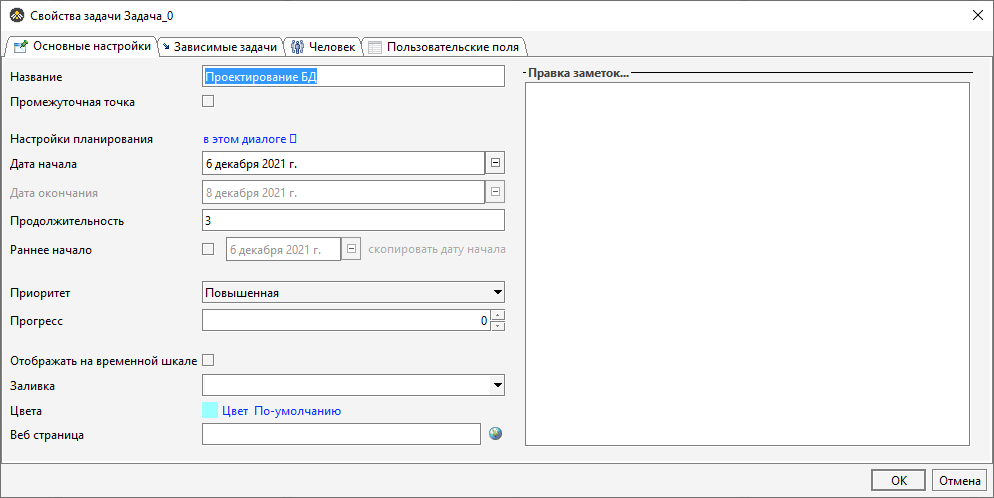 Свойства задачи Задача_0
Основные настройки Зависимые задачи Человек Пользовательские поля
Название Проектирование БД
Промежуточная точка
Настройки планирования в этом диалоге
Дата начала 6 декабря 2021 г.
Дата окончания 8 декабря 2021 г.
Продолжительность 3
Раннее начало 6 декабря 2021 г. скопировать дату начала
Приоритет Повышенная
Прогресс 0
Отображать на временной шкале
Заливка
Цвета Цвет По-умолчанию
Веб страница
Правка заметок...
OK Отмена